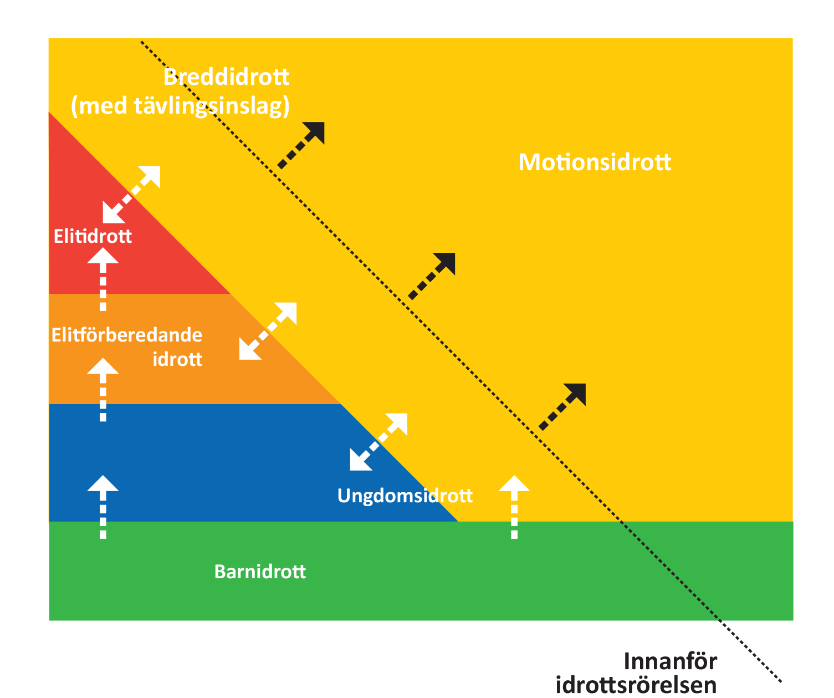 Breddidrott
(med tävlingsinslag)
Motionsidrott
Elitidrott
Elitförberedande
idrott
Ungdomsidrott
Barnidrott
Innanför
idrottsrörelsen